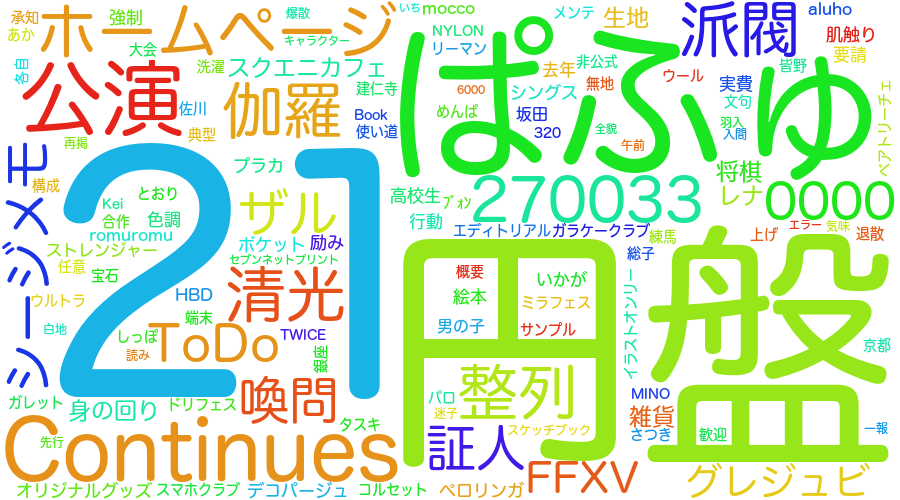 承知
あか
ホームページ
強制
爆散
キャラクター
いち
mocco
メンテ
生地
派閥
aluho
肌触り
要請
各自
公演
大会
洗濯
スクエニカフェ
NYLON
リーマン
去年
非公式
無地
ウール
皆野
実費
文句
羽入
入間
ベアトリーチェ
佐川
典型
伽羅
建仁寺
Book
使い道
6000
めんば
シングス
坂田
320
全貌
午前
ぱふゅ
再掲
シージメモ
構成
21
とおり
Kei
合作
色調
romuromu
ストレンジャー
任意
宝石
ウルトラ
白地
プラカ
ザル
ポケット
励み
セブンネットプリント
清光
HBD
端末
しっぽ
読み
ToDo
TWICE
銀座
高校生
ブォン
行動
270033
将棋
レナ
0000
エディトリアル
ガラケークラブ
練馬
総子
上げ
エラー
気味
退散
円
概要
絵本
いかが
ミラフェス
男の子
サンプル
イラストオンリー
盤
京都
ガレット
身の回り
ドリフェス
喚問
タスキ
パロ
迷子
整列
スケッチブック
MINO
雑貨
さつき
歓迎
一報
Continues
先行
証人
FFXV
グレジュビ
オリジナルグッズ
スマホクラブ
デコパージュ
コルセット
ペロリンガ